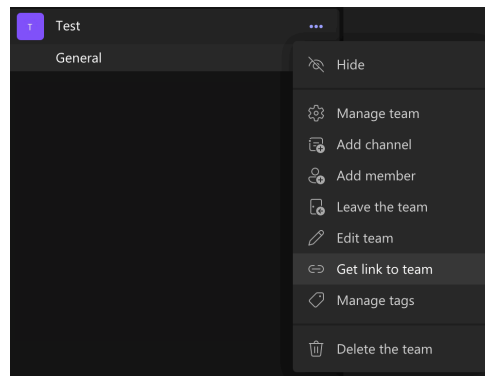 T Test ...
General
Hide
Manage team
Add channel
Add member
Leave the team
Edit team
Get link to team
Manage tags
Delete the team